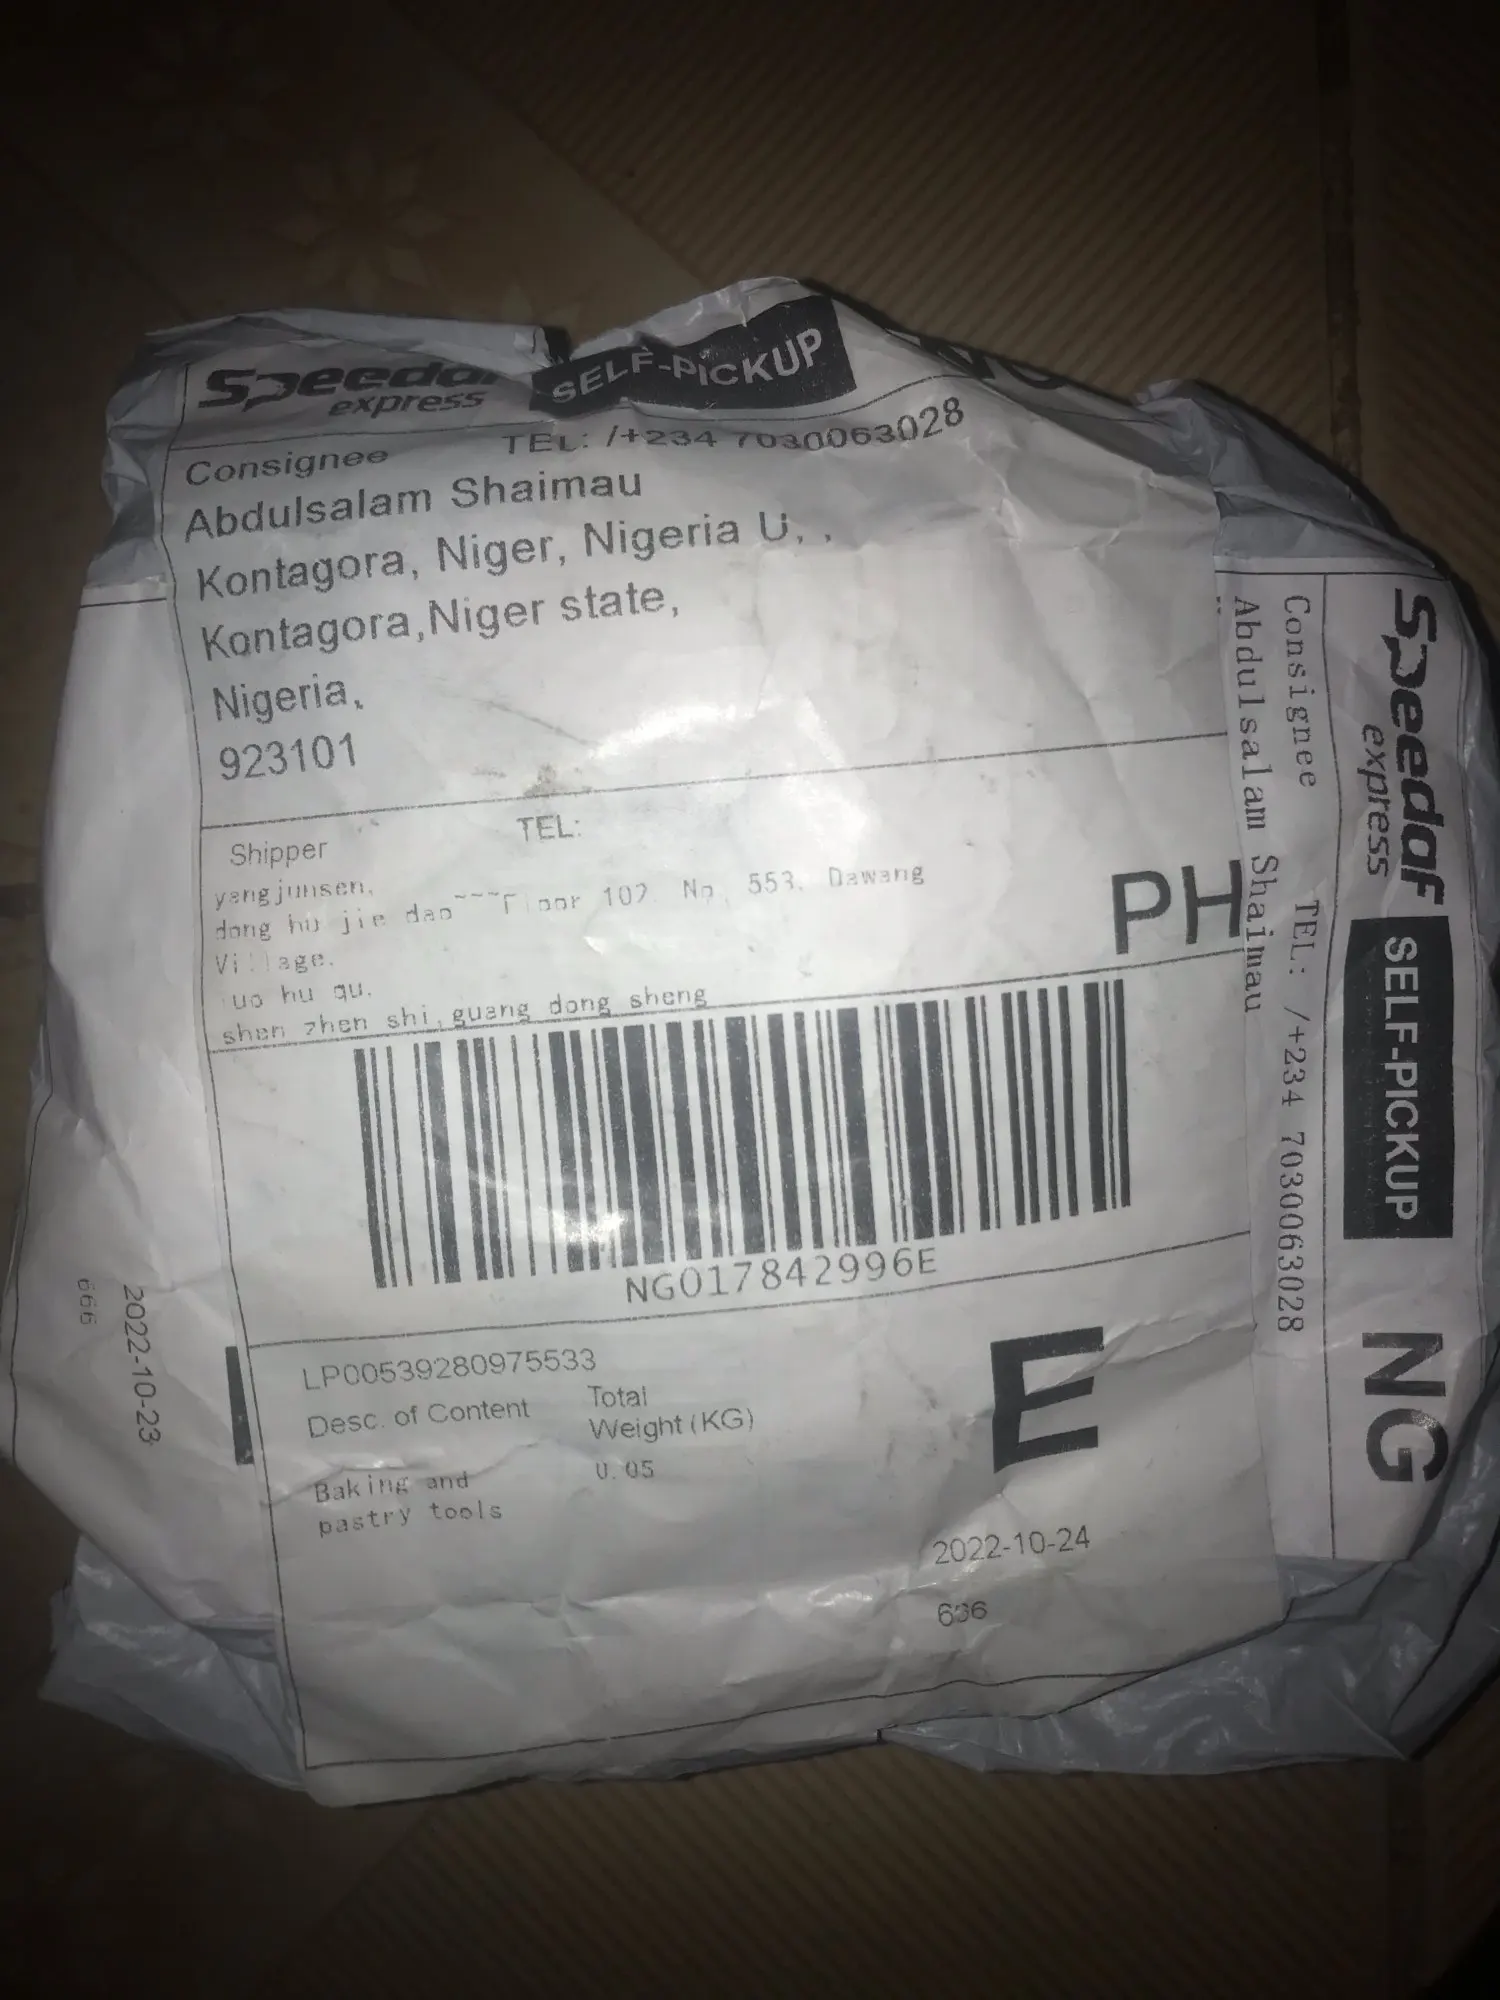 Speedaf
express
SELF-PICKUP
NG
Consignee TEL: /+234 7030063028
Abdulsalam Shaimau
Kontagora, Niger, Nigeria U, ,
Kontagora,Niger state,
Nigeria,
923101
Shipper TEL:
yangjunsen,
dong hu jie dao~~~Floor 102 No, 553, Dawang
Village,
uo hu qu,
shen zhen shi,guang dong sheng
PH
NG017842996E
LP00539280975533
Desc. of Content
Total
Weight(KG)
Baking and
pastry tools
0.05
E
2022-10-24
666
Speedaf
express
SELF-PICKUP
NG
Consignee TEL: /+234 7030063028
Abdulsalam Shaimau
2022-10-23
666